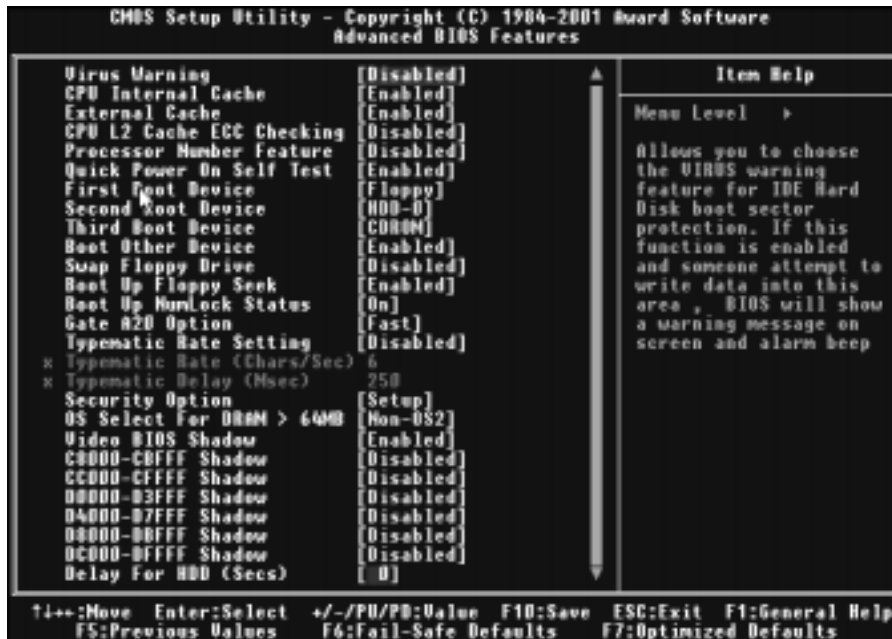 CMOS Setup Utility - Copyright (C) 1984-2001 Award Software
Advanced BIOS Features
Virus Warning [Disabled]
CPU Internal Cache [Enabled]
External Cache [Enabled]
CPU L2 Cache ECC Checking [Disabled]
Processor Number Feature [Disabled]
Quick Power On Self Test [Enabled]
First Boot Device [Floppy]
Second Boot Device [HDD-0]
Third Boot Device [CDROM]
Boot Other Device [Enabled]
Swap Floppy Drive [Disabled]
Boot Up Floppy Seek [Enabled]
Boot Up NumLock Status [On]
Gate A20 Option [Fast]
Typematic Rate Setting [Disabled]
x Typematic Rate (Chars/Sec) 6
x Typematic Delay (Msec) 250
Security Option [Setup]
OS Select For DRAM > 64MB [Non-OS2]
Video BIOS Shadow [Enabled]
C8000-CBFFF Shadow [Disabled]
CC000-CFFFF Shadow [Disabled]
D0000-D3FFF Shadow [Disabled]
D4000-D7FFF Shadow [Disabled]
D8000-DBFFF Shadow [Disabled]
DC000-DFFFF Shadow [Disabled]
Delay For HDD (Secs) [ 0]
Item Help
Menu Level ▸
Allows you to choose
the VIRUS warning
feature for IDE Hard
Disk boot sector
protection. If this
function is enabled
and someone attempt to
write data into this
area , BIOS will show
a warning message on
screen and alarm beep
↑↓←→:Move Enter:Select +/-/PU/PD:Value F10:Save ESC:Exit F1:General Help
F5:Previous Values F6:Fail-Safe Defaults F7:Optimized Defaults